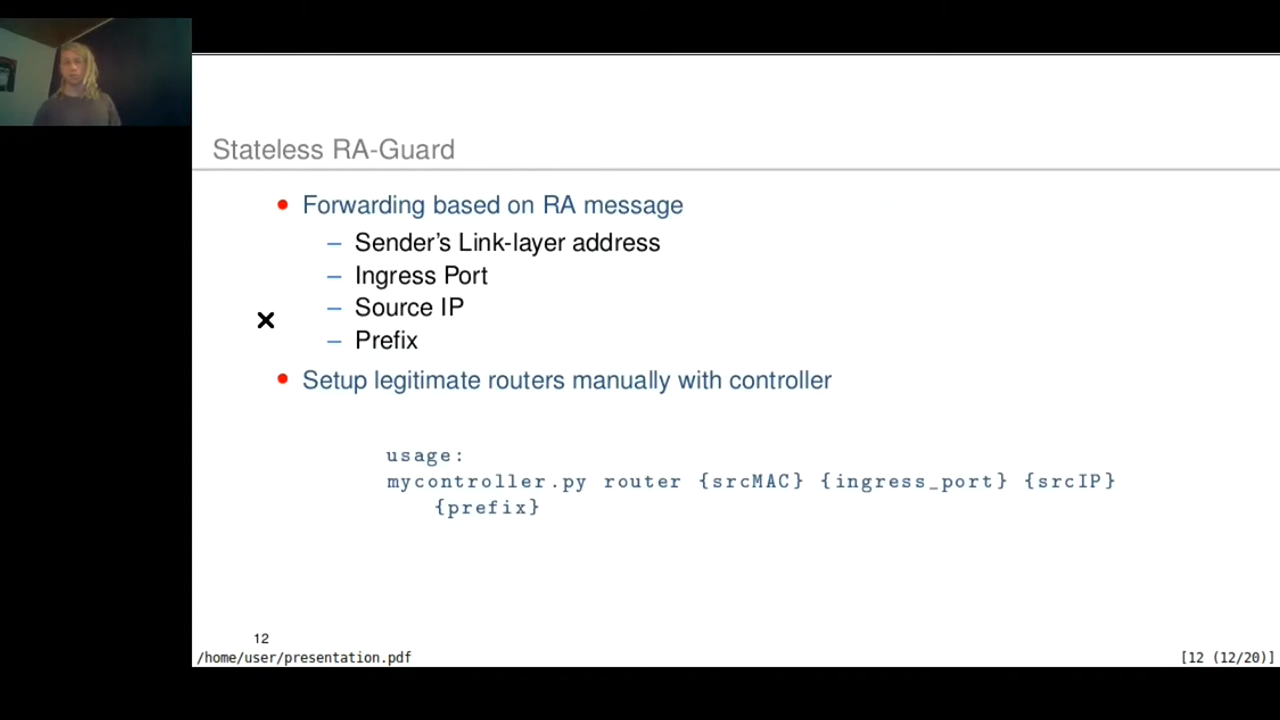 Stateless RA-Guard
Forwarding based on RA message
– Sender’s Link-layer address
– Ingress Port
– Source IP
– Prefix
Setup legitimate routers manually with controller
usage:
mycontroller.py router {srcMAC} {ingress_port} {srcIP}
{prefix}
12
/home/user/presentation.pdf
[12 (12/20)]